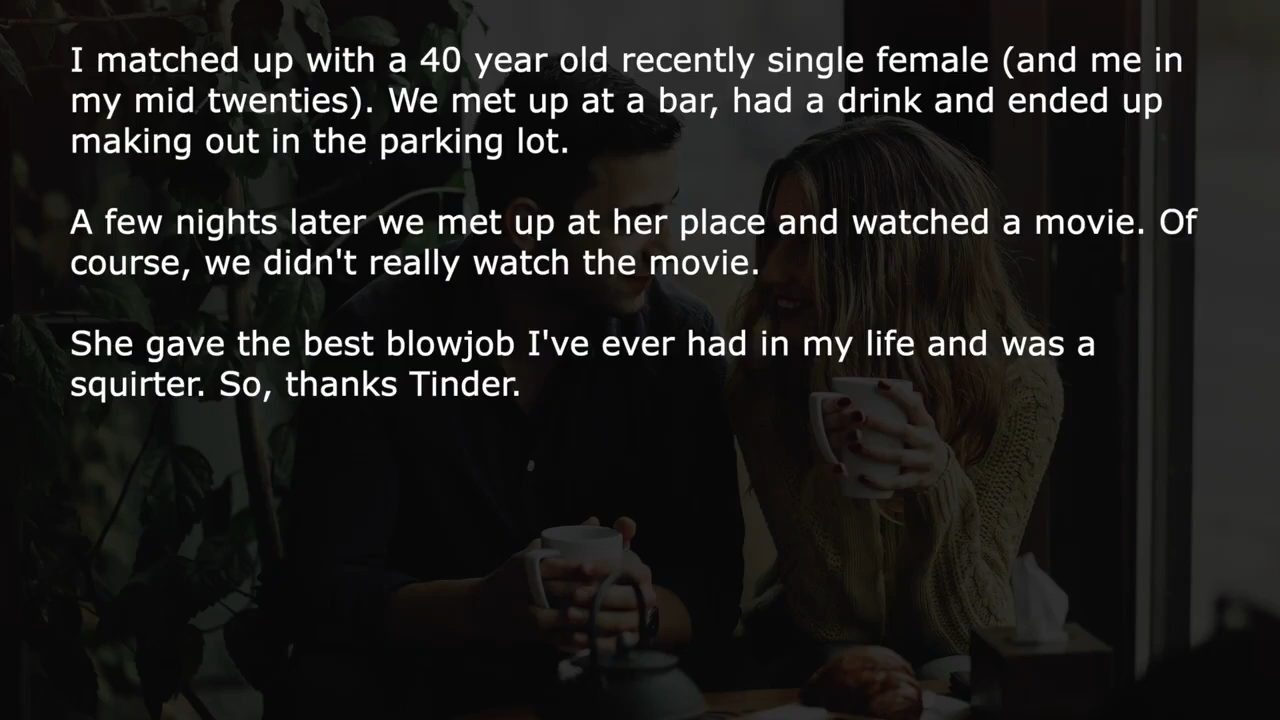 I matched up with a 40 year old recently single female (and me in
my mid twenties). We met up at a bar, had a drink and ended up
making out in the parking lot.
A few nights later we met up at her place and watched a movie. Of
course, we didn't really watch the movie.
She gave the best blowjob I've ever had in my life and was a
squirter. So, thanks Tinder.